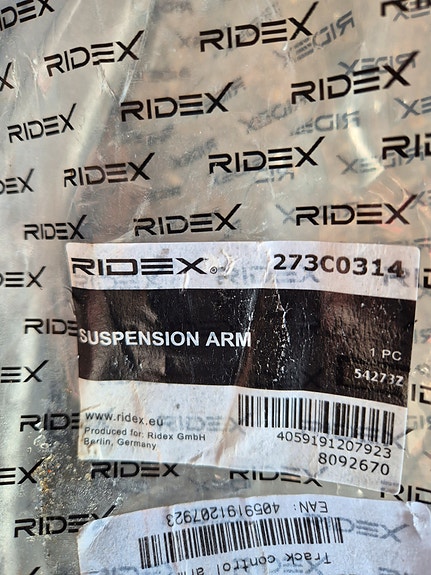 RIDEX
RIDEX
RIDEX
RIDEX
RIDEX
RIDEX
RIDEX
RIDEX
RIDEX
RIDEX
RIDEX® 273C0314
SUSPENSION ARM
1 PC
54273Z
www.ridex.eu
Produced for: Ridex GmbH
Berlin, Germany
4059191207923
8092670
RIDEX
RIDEX
RIDEX
EAN: 4059191207923
Track control arm